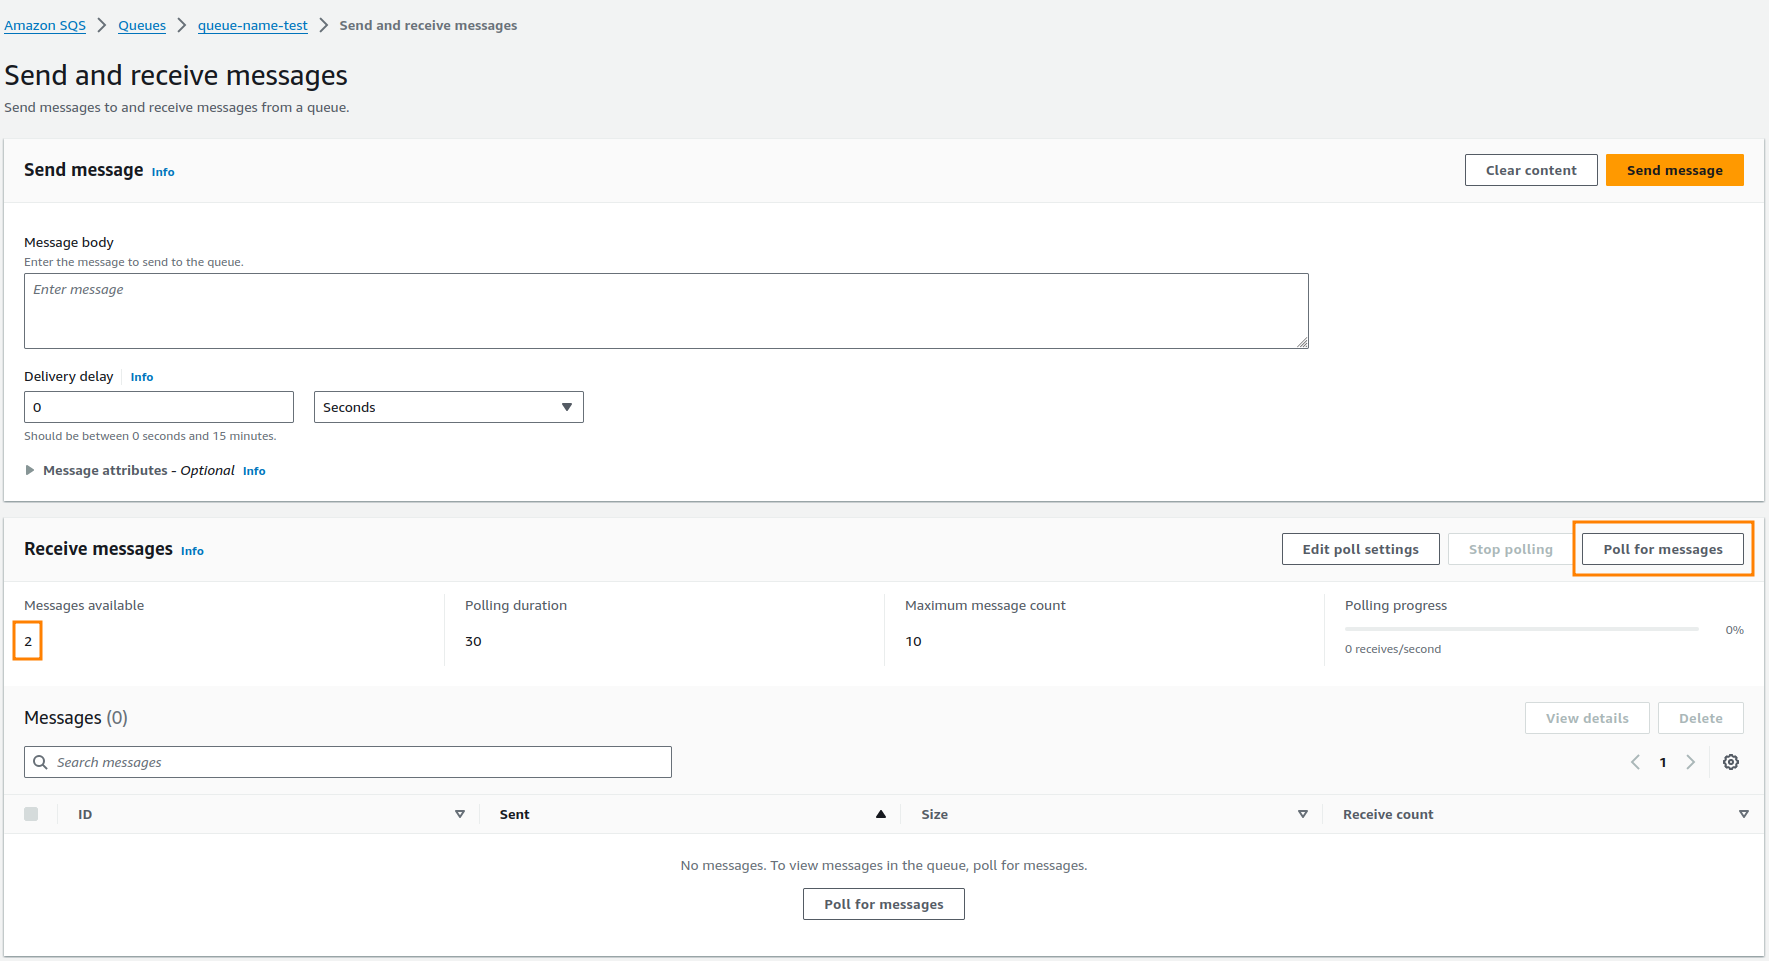 Amazon SQS > Queues > queue-name-test > Send and receive messages
Send and receive messages
Send messages to and receive messages from a queue.
Send message Info
Clear content
Send message
Message body
Enter the message to send to the queue.
Enter message
Delivery delay Info
0
Seconds
Should be between 0 seconds and 15 minutes.
Message attributes - Optional Info
Receive messages Info
Edit poll settings
Stop polling
Poll for messages
Messages available
2
Polling duration
30
Maximum message count
10
Polling progress
0%
0 receives/second
Messages (0)
View details
Delete
Search messages
1
ID
Sent
Size
Receive count
No messages. To view messages in the queue, poll for messages.
Poll for messages